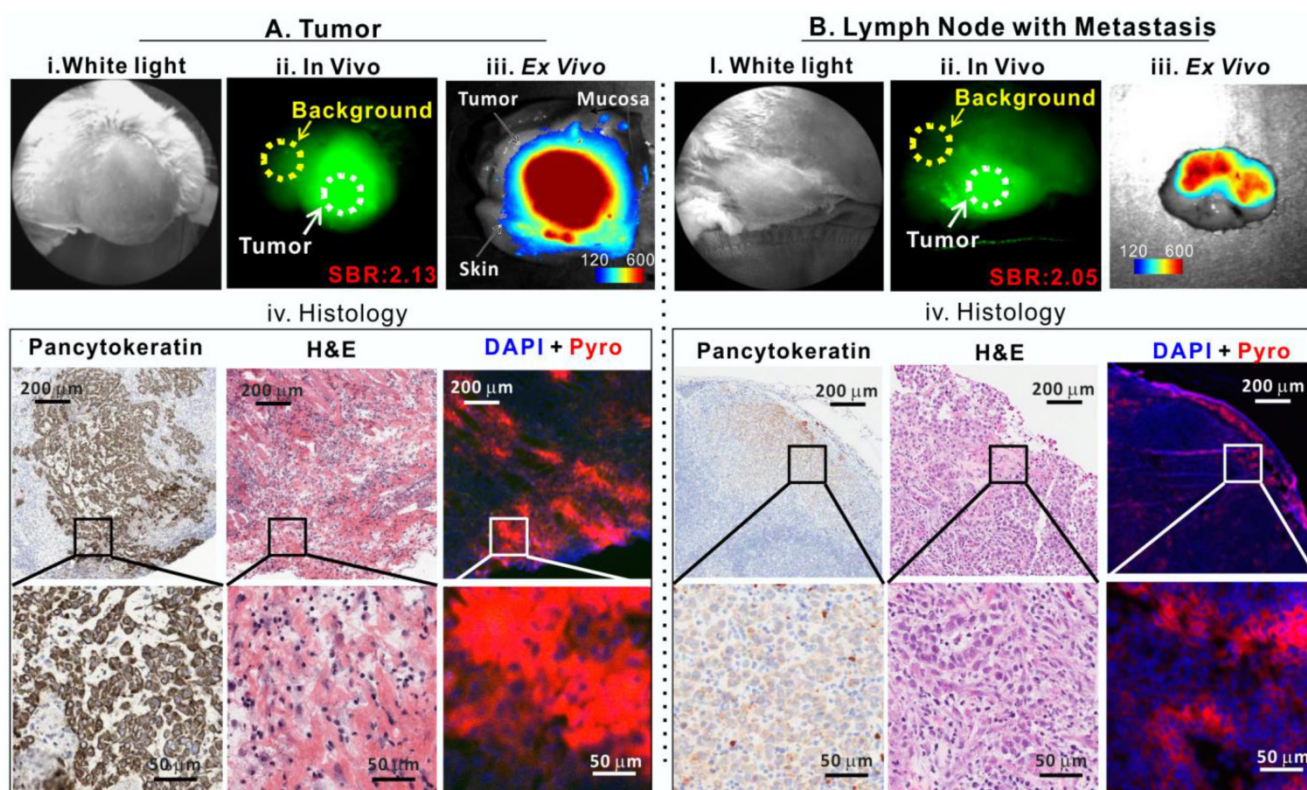 A. Tumor
i.White light
ii. In Vivo
iii. Ex Vivo
Background
Tumor
SBR:2.13
Tumor
Mucosa
Skin
120 600
iv. Histology
Pancytokeratin
H&E
DAPI + Pyro
200 μm
200 μm
200 μm
50 μm
50 μm
50 μm
B. Lymph Node with Metastasis
I. White light
ii. In Vivo
iii. Ex Vivo
Background
Tumor
SBR:2.05
120 600
iv. Histology
Pancytokeratin
H&E
DAPI + Pyro
200 μm
200 μm
200 μm
50 μm
50 μm
50 μm